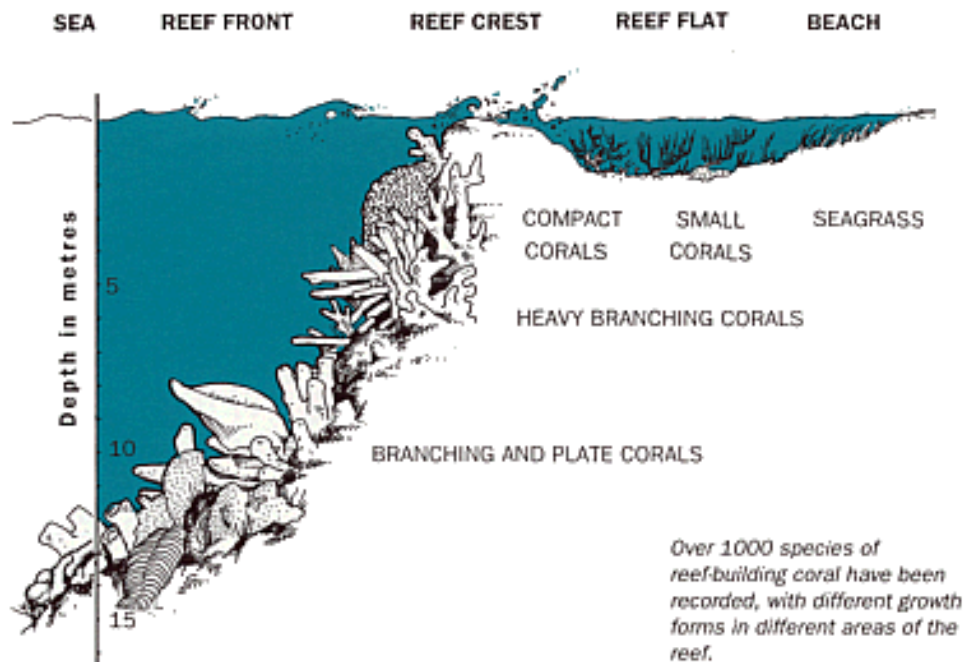 SEA REEF FRONT REEF CREST REEF FLAT BEACH
COMPACT CORALS
SMALL CORALS
SEAGRASS
Depth in metres
5
HEAVY BRANCHING CORALS
10
BRANCHING AND PLATE CORALS
15
Over 1000 species of
reef-building coral have been
recorded, with different growth
forms in different areas of the
reef.